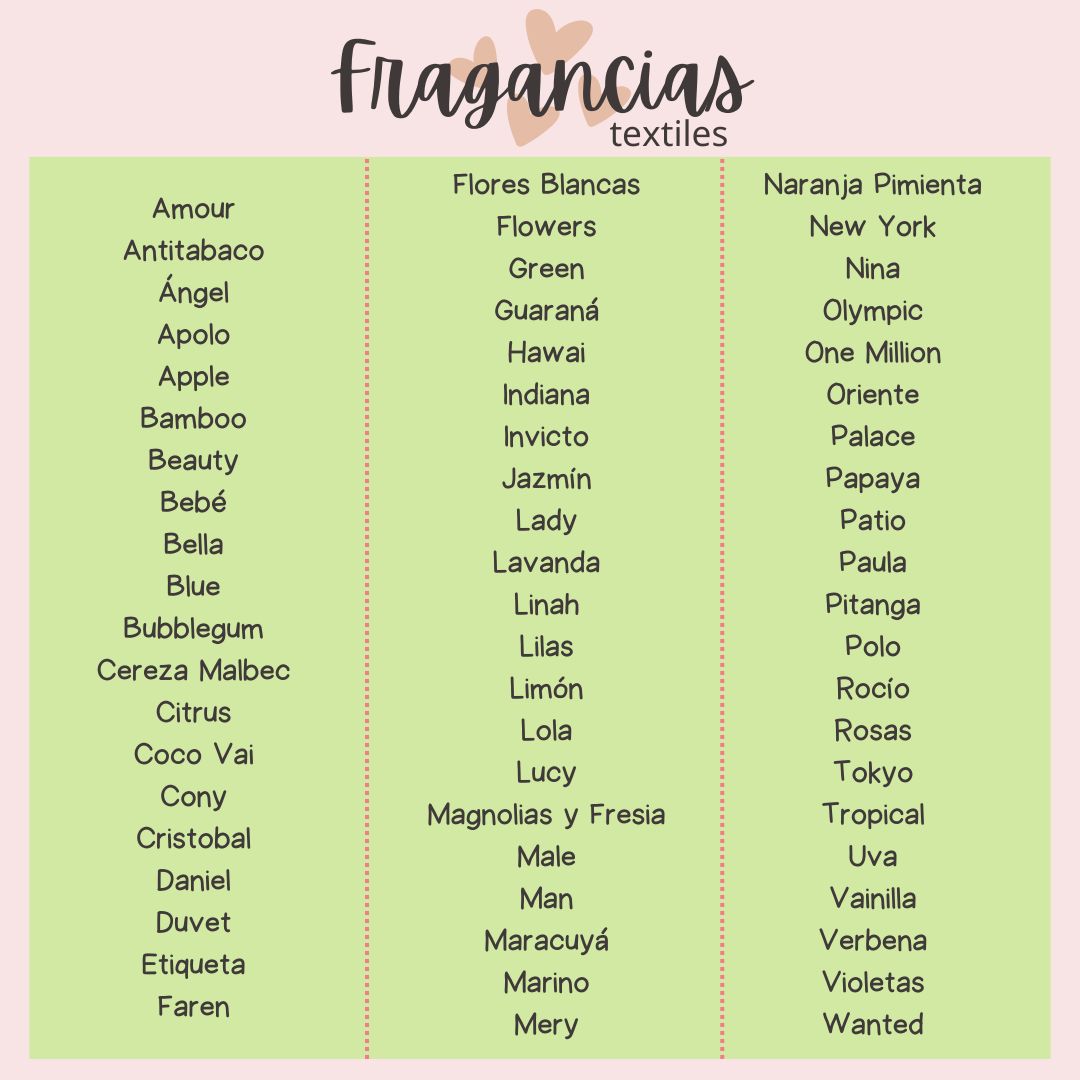 Fragancias
textiles
Amour
Antitabaco
Ángel
Apolo
Apple
Bamboo
Beauty
Bebé
Bella
Blue
Bubblegum
Cereza Malbec
Citrus
Coco Vai
Cony
Cristobal
Daniel
Duvet
Etiqueta
Faren
Flores Blancas
Flowers
Green
Guaraná
Hawai
Indiana
Invicto
Jazmín
Lady
Lavanda
Linah
Lilas
Limón
Lola
Lucy
Magnolias y Fresia
Male
Man
Maracuyá
Marino
Mery
Naranja Pimienta
New York
Nina
Olympic
One Million
Oriente
Palace
Papaya
Patio
Paula
Pitanga
Polo
Rocío
Rosas
Tokyo
Tropical
Uva
Vainilla
Verbena
Violetas
Wanted